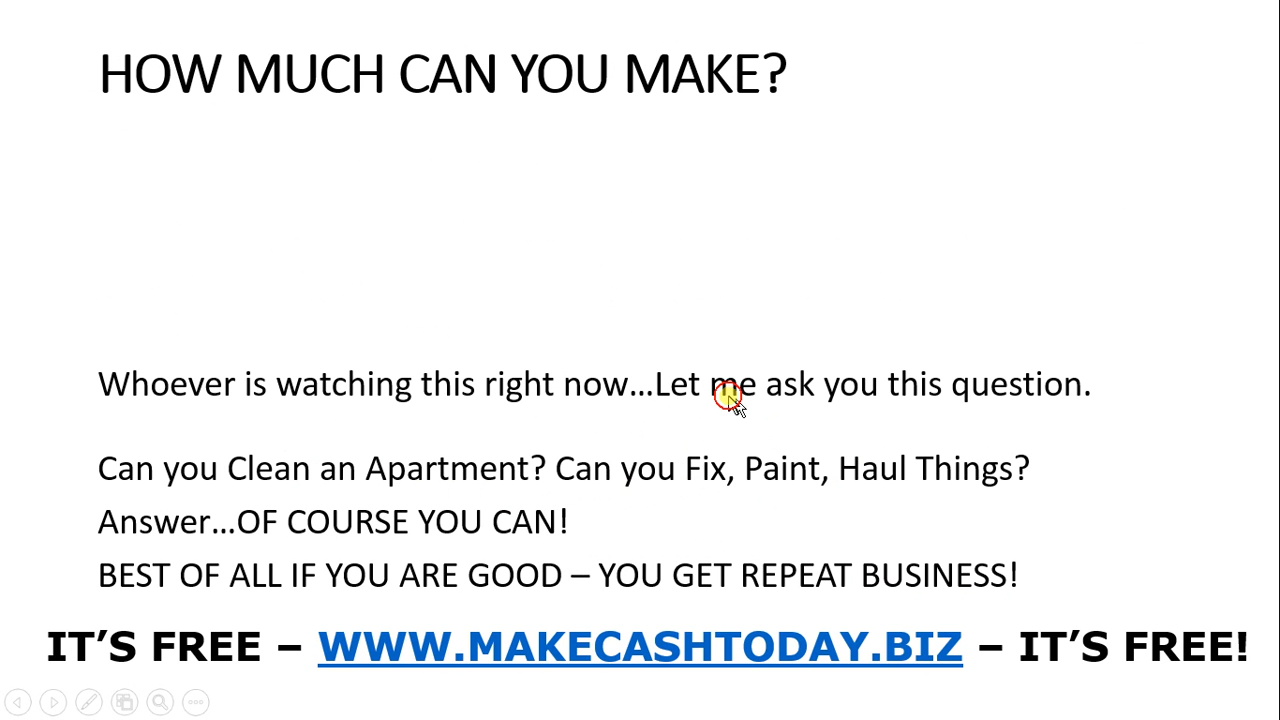 HOW MUCH CAN YOU MAKE?
Whoever is watching this right now...Let me ask you this question.
Can you Clean an Apartment? Can you Fix, Paint, Haul Things?
Answer...OF COURSE YOU CAN!
BEST OF ALL IF YOU ARE GOOD – YOU GET REPEAT BUSINESS!
IT’S FREE – WWW.MAKECASHTODAY.BIZ – IT’S FREE!